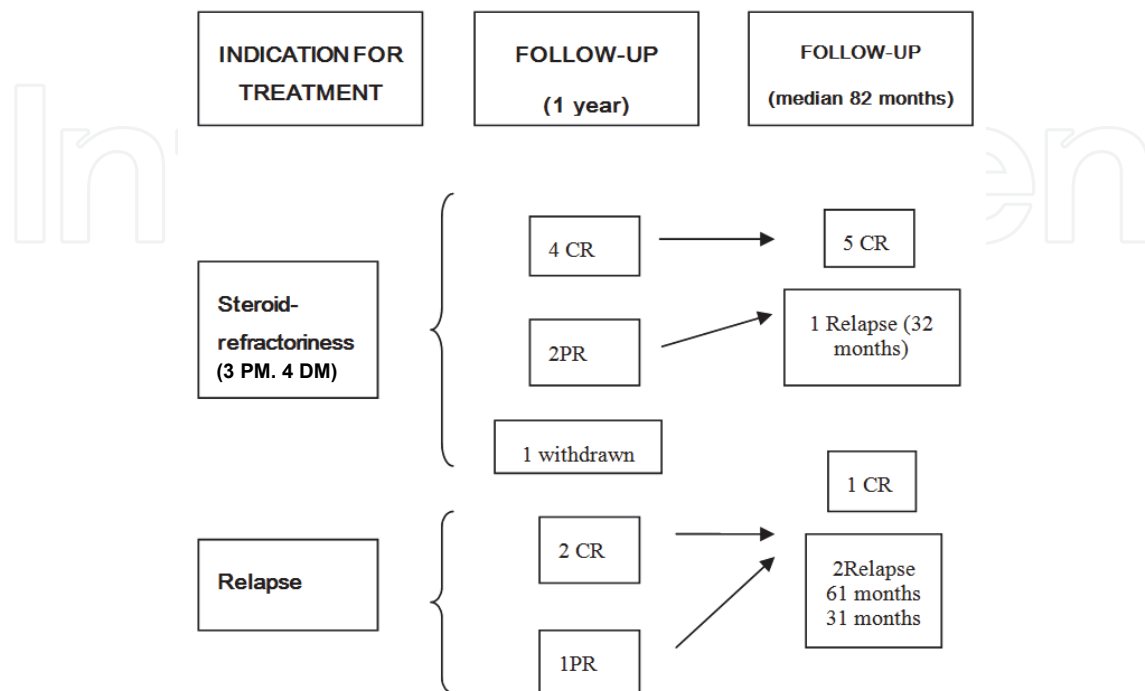 INDICATION FOR
TREATMENT
FOLLOW-UP
(1 year)
FOLLOW-UP
(median 82 months)
Steroid-
refractoriness
(3 PM. 4 DM)
4 CR
2PR
1 withdrawn
5 CR
1 Relapse (32
months)
Relapse
2 CR
1PR
1 CR
2Relapse
61 months
31 months